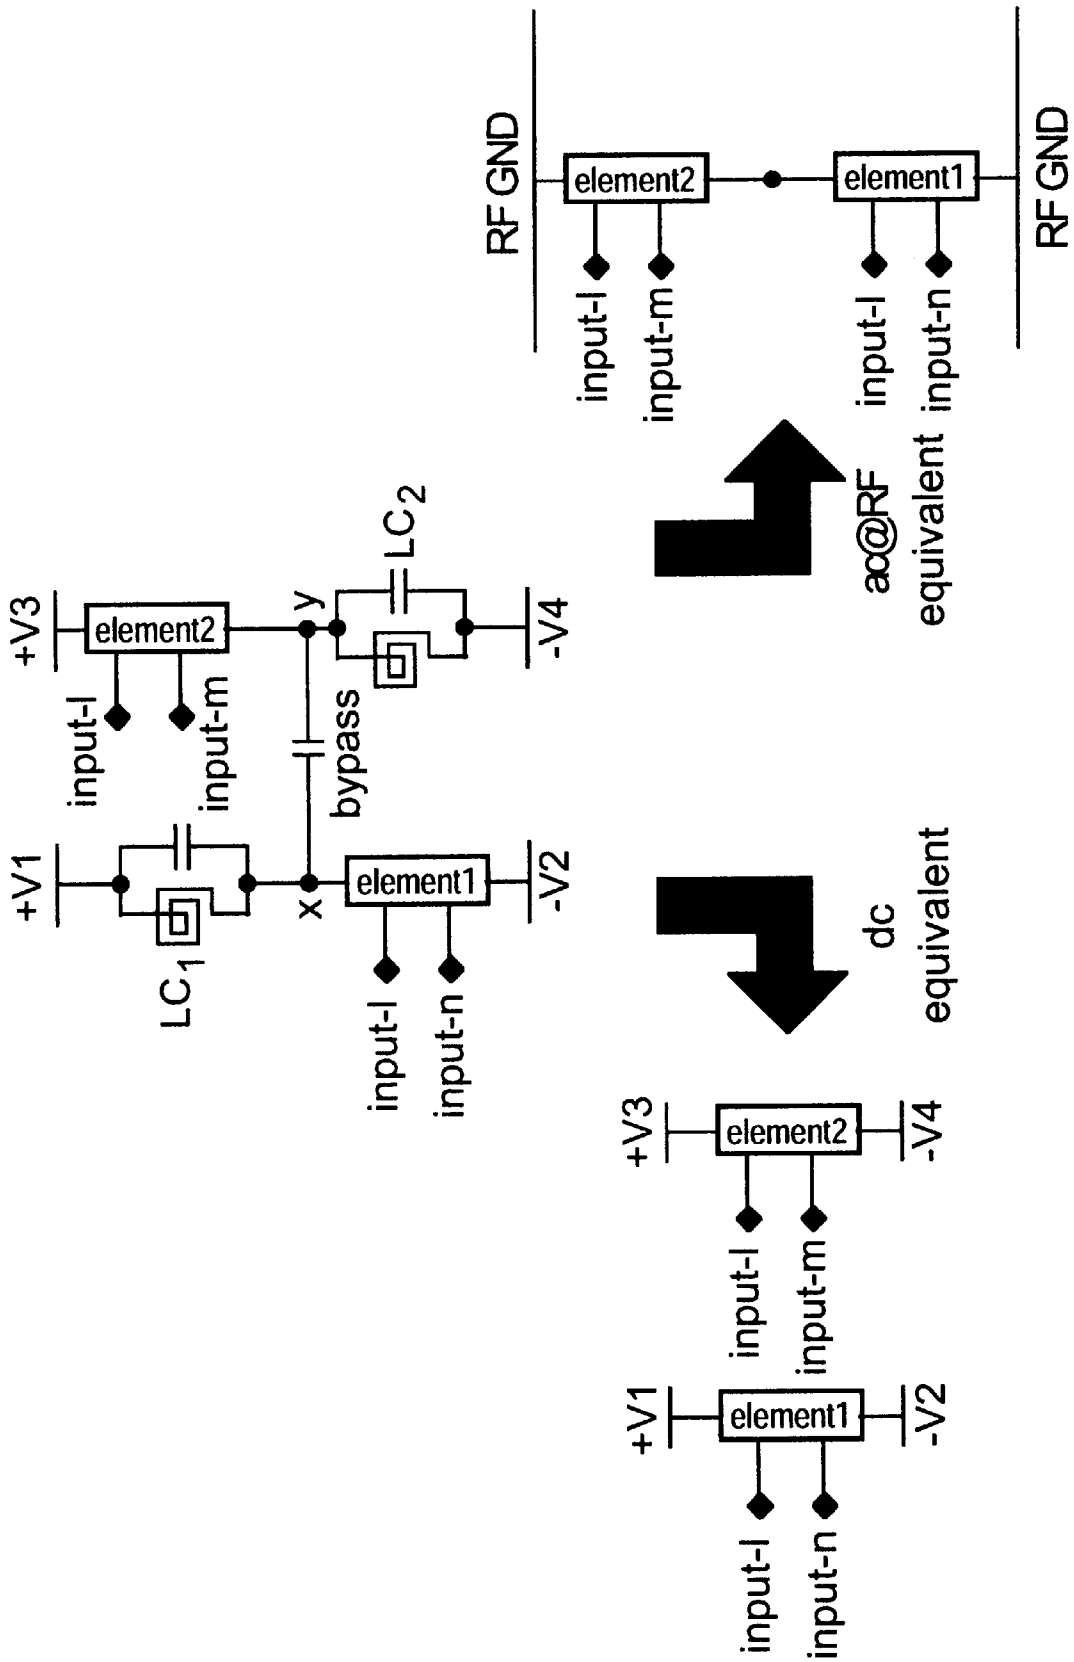 +V1
+V3
LC1
input-l
element2
input-m
bypass
x
y
LC2
input-l
element1
input-n
-V2
-V4
dc
equivalent
ac@RF
equivalent
+V1
+V3
input-l
element1
input-n
input-l
element2
input-m
-V2
-V4
RF GND
input-l
element2
input-m
input-l
element1
input-n
RF GND